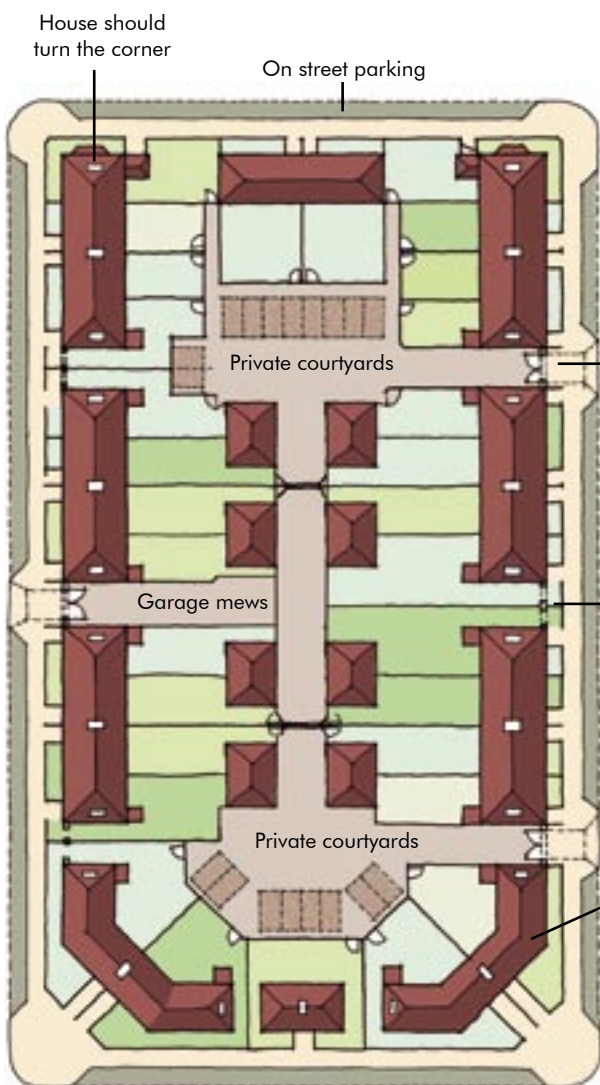 House should
turn the corner
On street parking
Private courtyards
Garage mews
Private courtyards